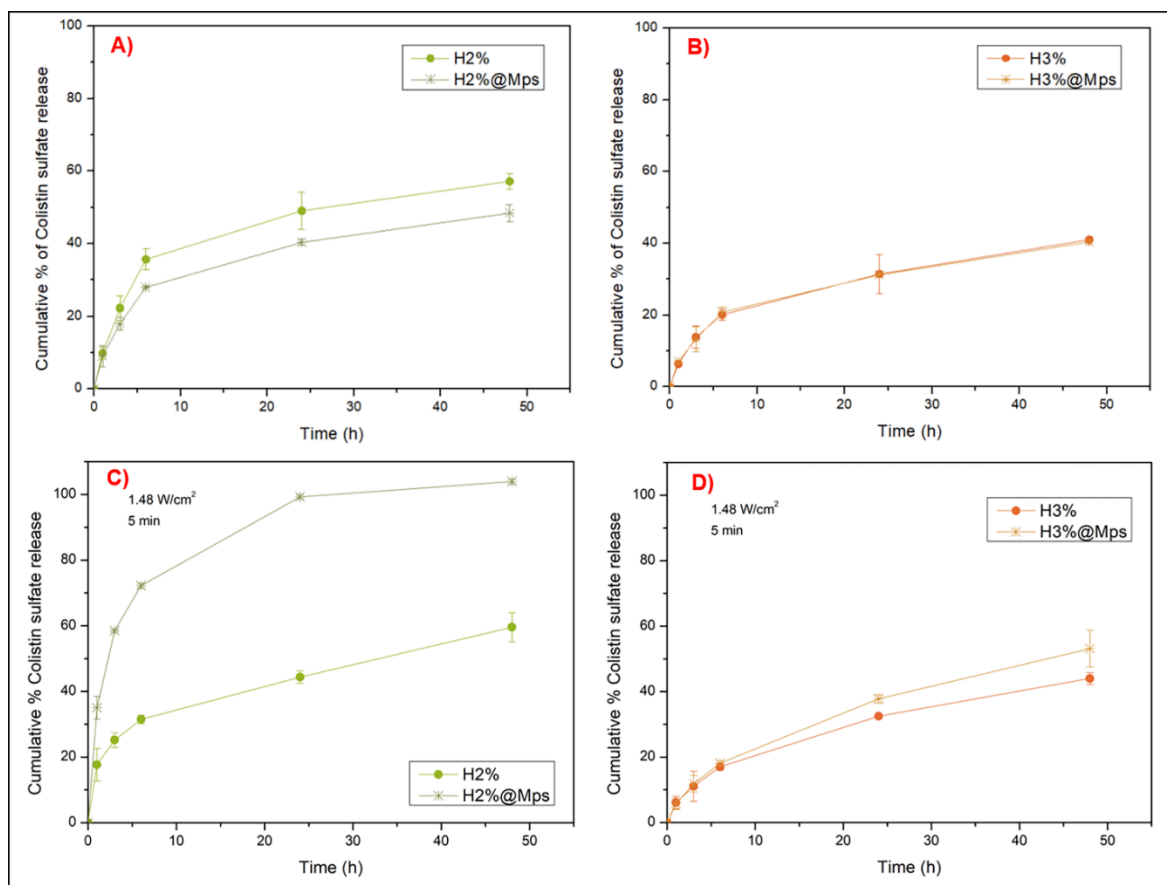 A)
H2%
H2%@Mps
Cumulative % of Colistin sulfate release
100
80
60
40
20
0
0 10 20 30 40 50
Time (h)
B)
H3%
H3%@Mps
Cumulative % of Colistin sulfate release
100
80
60
40
20
0
0 10 20 30 40 50
Time (h)
C)
1.48 W/cm²
5 min
H2%
H2%@Mps
Cumulative % Colistin sulfate release
100
80
60
40
20
0
0 10 20 30 40 50
Time (h)
D)
1.48 W/cm²
5 min
H3%
H3%@Mps
Cumulative % Colistin sulfate release
100
80
60
40
20
0
0 10 20 30 40 50
Time (h)